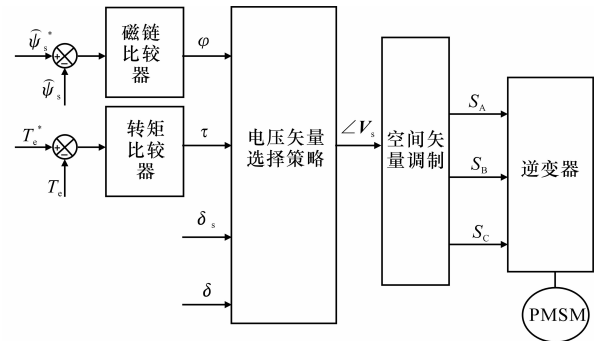 ψ̂s*
+
−
ψ̂s
磁链
比较
器
φ
Te*
+
−
Te
转矩
比较
器
τ
δs
δ
电压矢量
选择策略
∠Vs
空间矢
量调制
SA
SB
SC
逆变器
PMSM